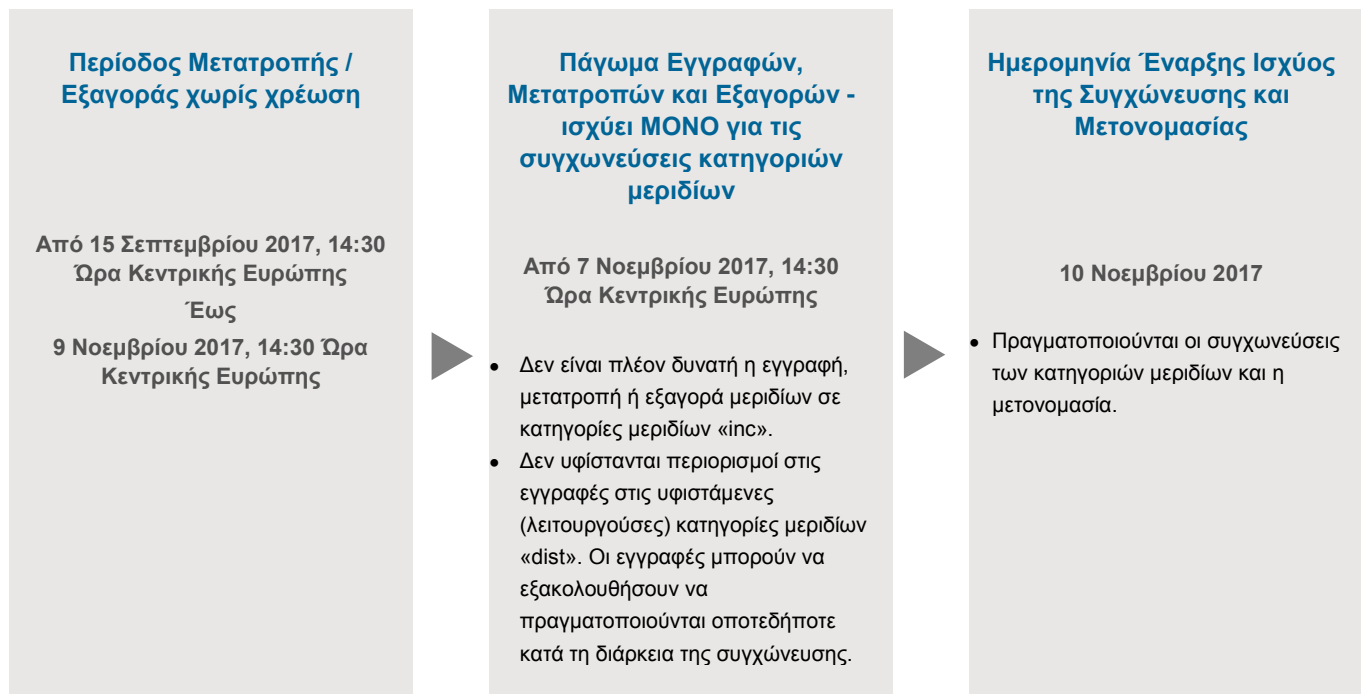 Περίοδος Μετατροπής /
Εξαγοράς χωρίς χρέωση
Από 15 Σεπτεμβρίου 2017, 14:30
Ώρα Κεντρικής Ευρώπης
Έως
9 Νοεμβρίου 2017, 14:30 Ώρα
Κεντρικής Ευρώπης
Πάγωμα Εγγραφών,
Μετατροπών και Εξαγορών -
ισχύει ΜΟΝΟ για τις
συγχωνεύσεις κατηγοριών
μεριδίων
Από 7 Νοεμβρίου 2017, 14:30
Ώρα Κεντρικής Ευρώπης
● Δεν είναι πλέον δυνατή η εγγραφή,
μετατροπή ή εξαγορά μεριδίων σε
κατηγορίες μεριδίων «inc».
● Δεν υφίστανται περιορισμοί στις
εγγραφές στις υφιστάμενες
(λειτουργούσες) κατηγορίες μεριδίων
«dist». Οι εγγραφές μπορούν να
εξακολουθήσουν να
πραγματοποιούνται οποτεδήποτε
κατά τη διάρκεια της συγχώνευσης.
Ημερομηνία Έναρξης Ισχύος
της Συγχώνευσης και
Μετονομασίας
10 Νοεμβρίου 2017
● Πραγματοποιούνται οι συγχωνεύσεις
των κατηγοριών μεριδίων και η
μετονομασία.